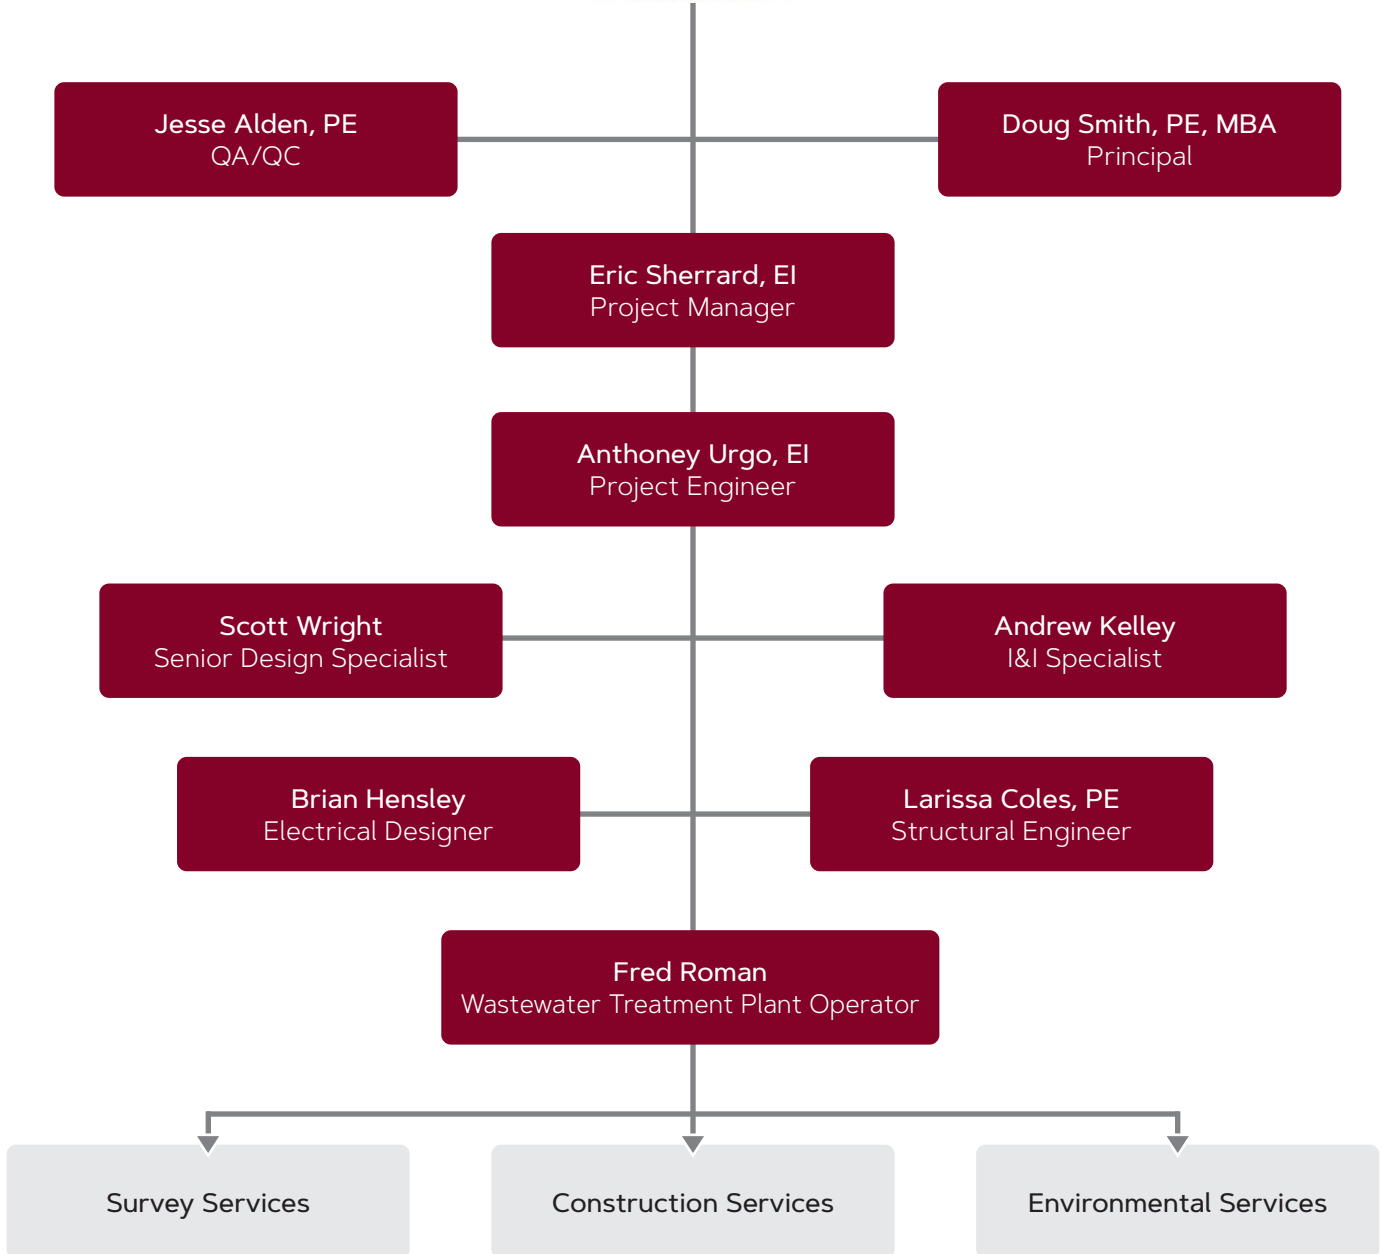 Jesse Alden, PE
QA/QC
Doug Smith, PE, MBA
Principal
Eric Sherrard, EI
Project Manager
Anthoney Urgo, EI
Project Engineer
Scott Wright
Senior Design Specialist
Andrew Kelley
I&I Specialist
Brian Hensley
Electrical Designer
Larissa Coles, PE
Structural Engineer
Fred Roman
Wastewater Treatment Plant Operator
Survey Services
Construction Services
Environmental Services